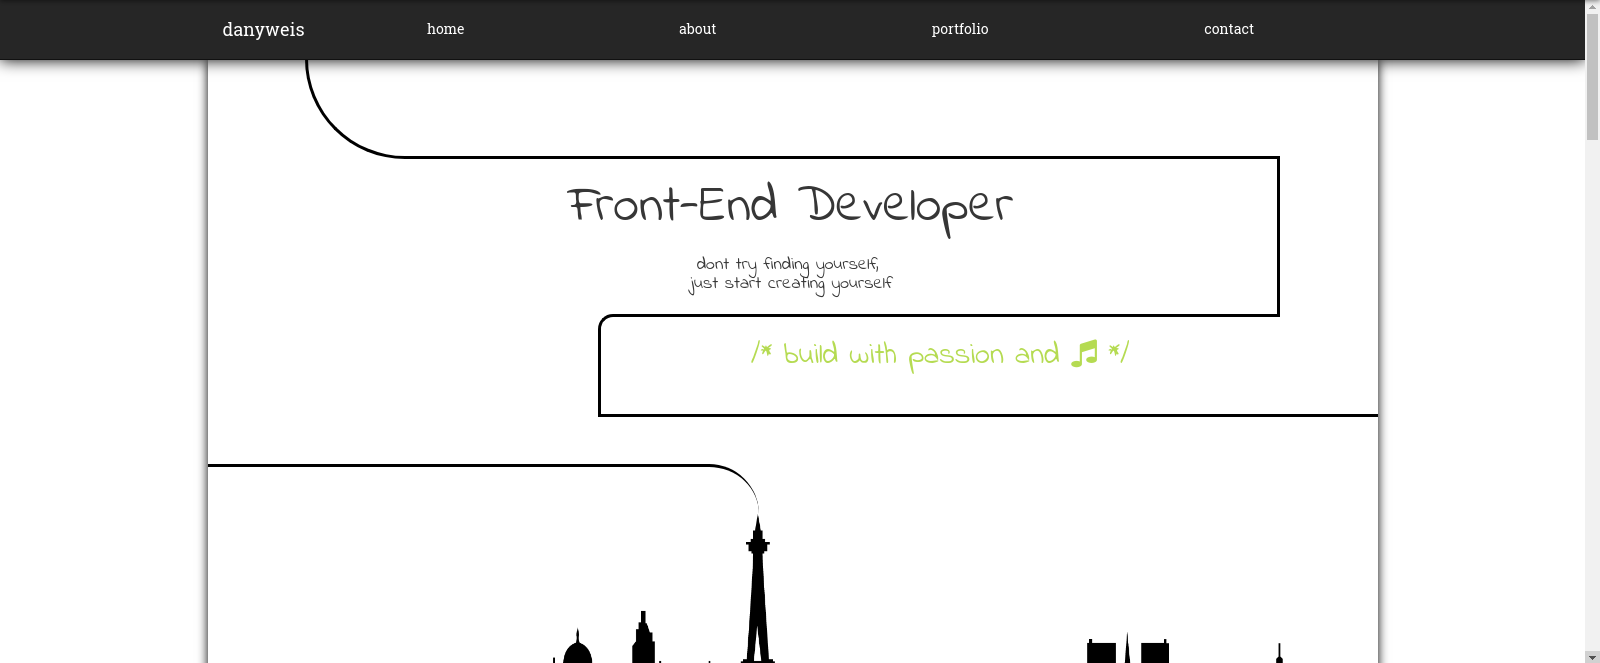 danyweis home about portfolio contact
Front-End Developer
dont try finding yourself,
just start creating yourself
/* build with passion and 🎵 */